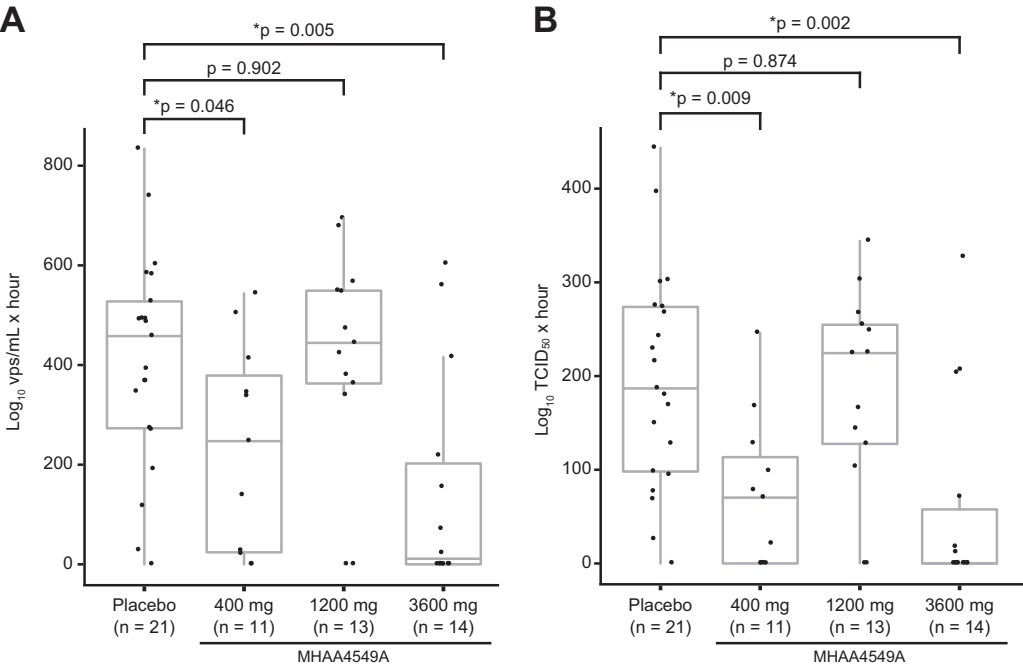 A
*p = 0.005
p = 0.902
*p = 0.046
Log10 vps/mL x hour
800
600
400
200
0
Placebo 400 mg 1200 mg 3600 mg
(n = 21) (n = 11) (n = 13) (n = 14)
MHAA4549A
B
*p = 0.002
p = 0.874
*p = 0.009
Log10 TCID50 x hour
400
300
200
100
0
Placebo 400 mg 1200 mg 3600 mg
(n = 21) (n = 11) (n = 13) (n = 14)
MHAA4549A